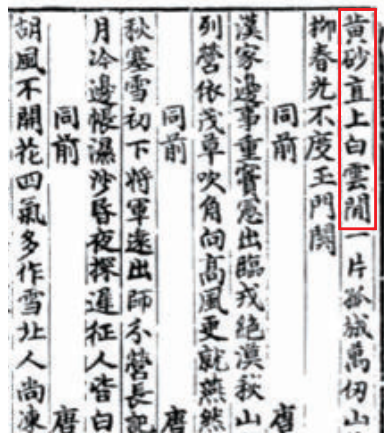 黄砂直上白雲閒一片孤城萬仞山
抑春光不度玉門關
同前 唐
漢家邊事重竇憲出臨戎絶漠秋山
列營依茂草吹角向高風更就燕然
同前 唐
秋塞雪初下將軍遠出師分營長記
月冷邊帳濕沙昏夜探遲征人皆白
同前 唐
胡風不開花四氣多作雪北人尚凍